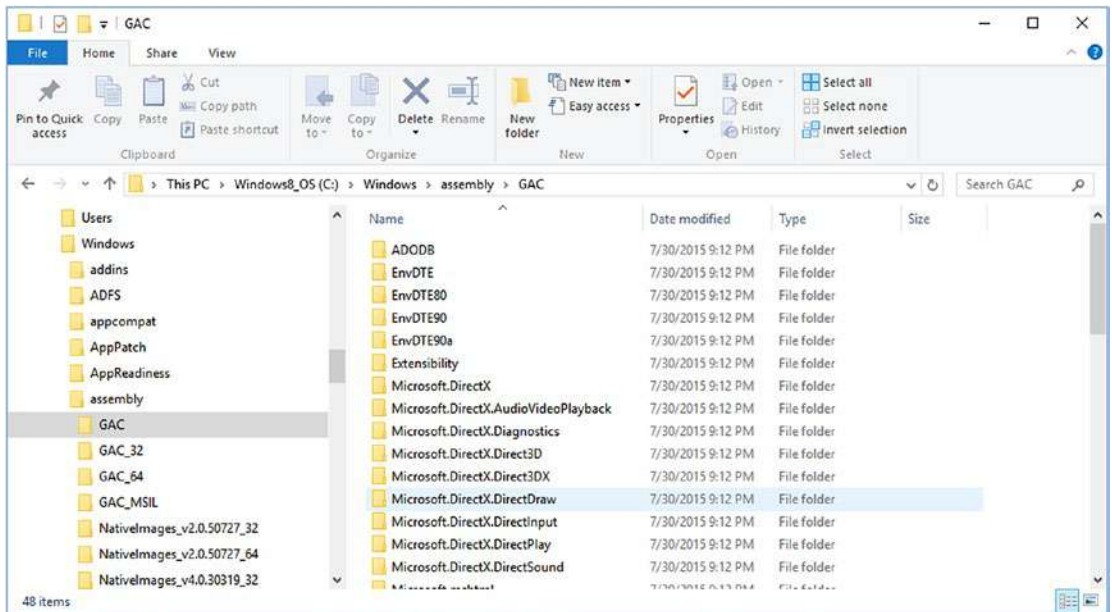 GAC
File Home Share View
Pin to Quick access
Copy
Paste
Cut
Copy path
Paste shortcut
Clipboard
Move to
Copy to
Delete
Rename
Organize
New folder
New item
Easy access
New
Properties
Open
Edit
History
Open
Select all
Select none
Invert selection
Select
This PC > Windows8_OS (C:) > Windows > assembly > GAC
Search GAC
Users
Windows
addins
ADFS
appcompat
AppPatch
AppReadiness
assembly
GAC
GAC_32
GAC_64
GAC_MSIL
NativeImages_v2.0.50727_32
NativeImages_v2.0.50727_64
NativeImages_v4.0.30319_32
Name Date modified Type Size
ADODB 7/30/2015 9:12 PM File folder
EnvDTE 7/30/2015 9:12 PM File folder
EnvDTE80 7/30/2015 9:12 PM File folder
EnvDTE90 7/30/2015 9:12 PM File folder
EnvDTE90a 7/30/2015 9:12 PM File folder
Extensibility 7/30/2015 9:12 PM File folder
Microsoft.DirectX 7/30/2015 9:12 PM File folder
Microsoft.DirectX.AudioVideoPlayback 7/30/2015 9:12 PM File folder
Microsoft.DirectX.Diagnostics 7/30/2015 9:12 PM File folder
Microsoft.DirectX.Direct3D 7/30/2015 9:12 PM File folder
Microsoft.DirectX.Direct3DX 7/30/2015 9:12 PM File folder
Microsoft.DirectX.DirectDraw 7/30/2015 9:12 PM File folder
Microsoft.DirectX.DirectInput 7/30/2015 9:12 PM File folder
Microsoft.DirectX.DirectPlay 7/30/2015 9:12 PM File folder
Microsoft.DirectX.DirectSound 7/30/2015 9:12 PM File folder
48 items